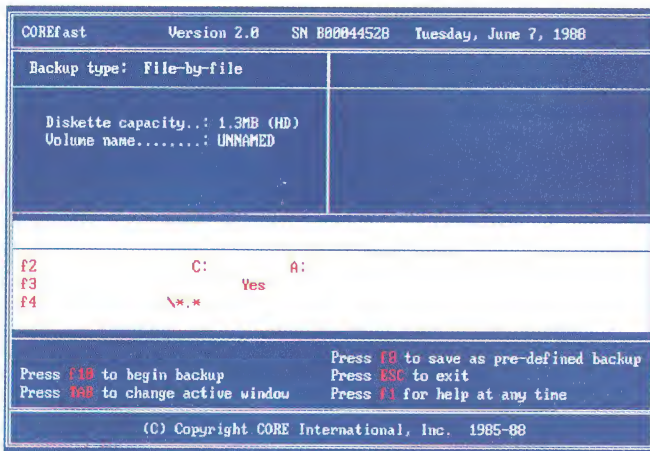 COREfast Version 2.0 SN B00044528 Tuesday, June 7, 1988
Backup type: File-by-file
Diskette capacity..: 1.3MB (HD)
Volume name........: UNNAMED
f2 C: A:
f3 Yes
f4 \*.*
Press f8 to save as pre-defined backup
Press f10 to begin backup Press ESC to exit
Press TAB to change active window Press f1 for help at any time
(C) Copyright CORE International, Inc. 1985-88